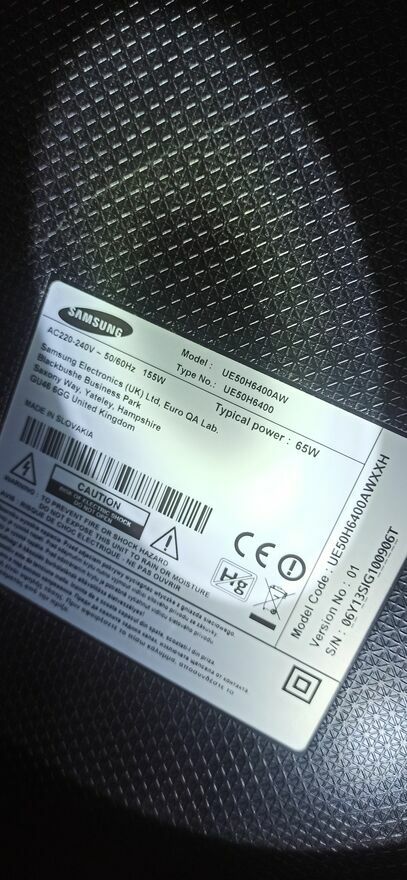 SAMSUNG
Model : UE50H6400AW
Type No.: UE50H6400
AC220-240V ~ 50/60Hz 155W
Typical power : 65W
Samsung Electronics (UK) Ltd, Euro QA Lab.
Blackbushe Business Park
Saxony Way, Yateley, Hampshire
GU46 6GG United Kingdom
MADE IN SLOVAKIA
CAUTION
RISK OF ELECTRIC SHOCK
DO NOT OPEN
: TO PREVENT FIRE OR SHOCK HAZARD
DO NOT EXPOSE THIS UNIT TO RAIN OR MOISTURE
AVIS : RISQUE DE CHOC ELECTRIQUE - NE PAS OUVRIR
CE
Hg
Model Code : UE50H6400AWXXH
Version No : 01
S/N : 06Y13SIG100906T